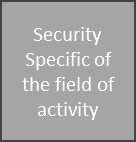 Security
Specific of
the field of
activity